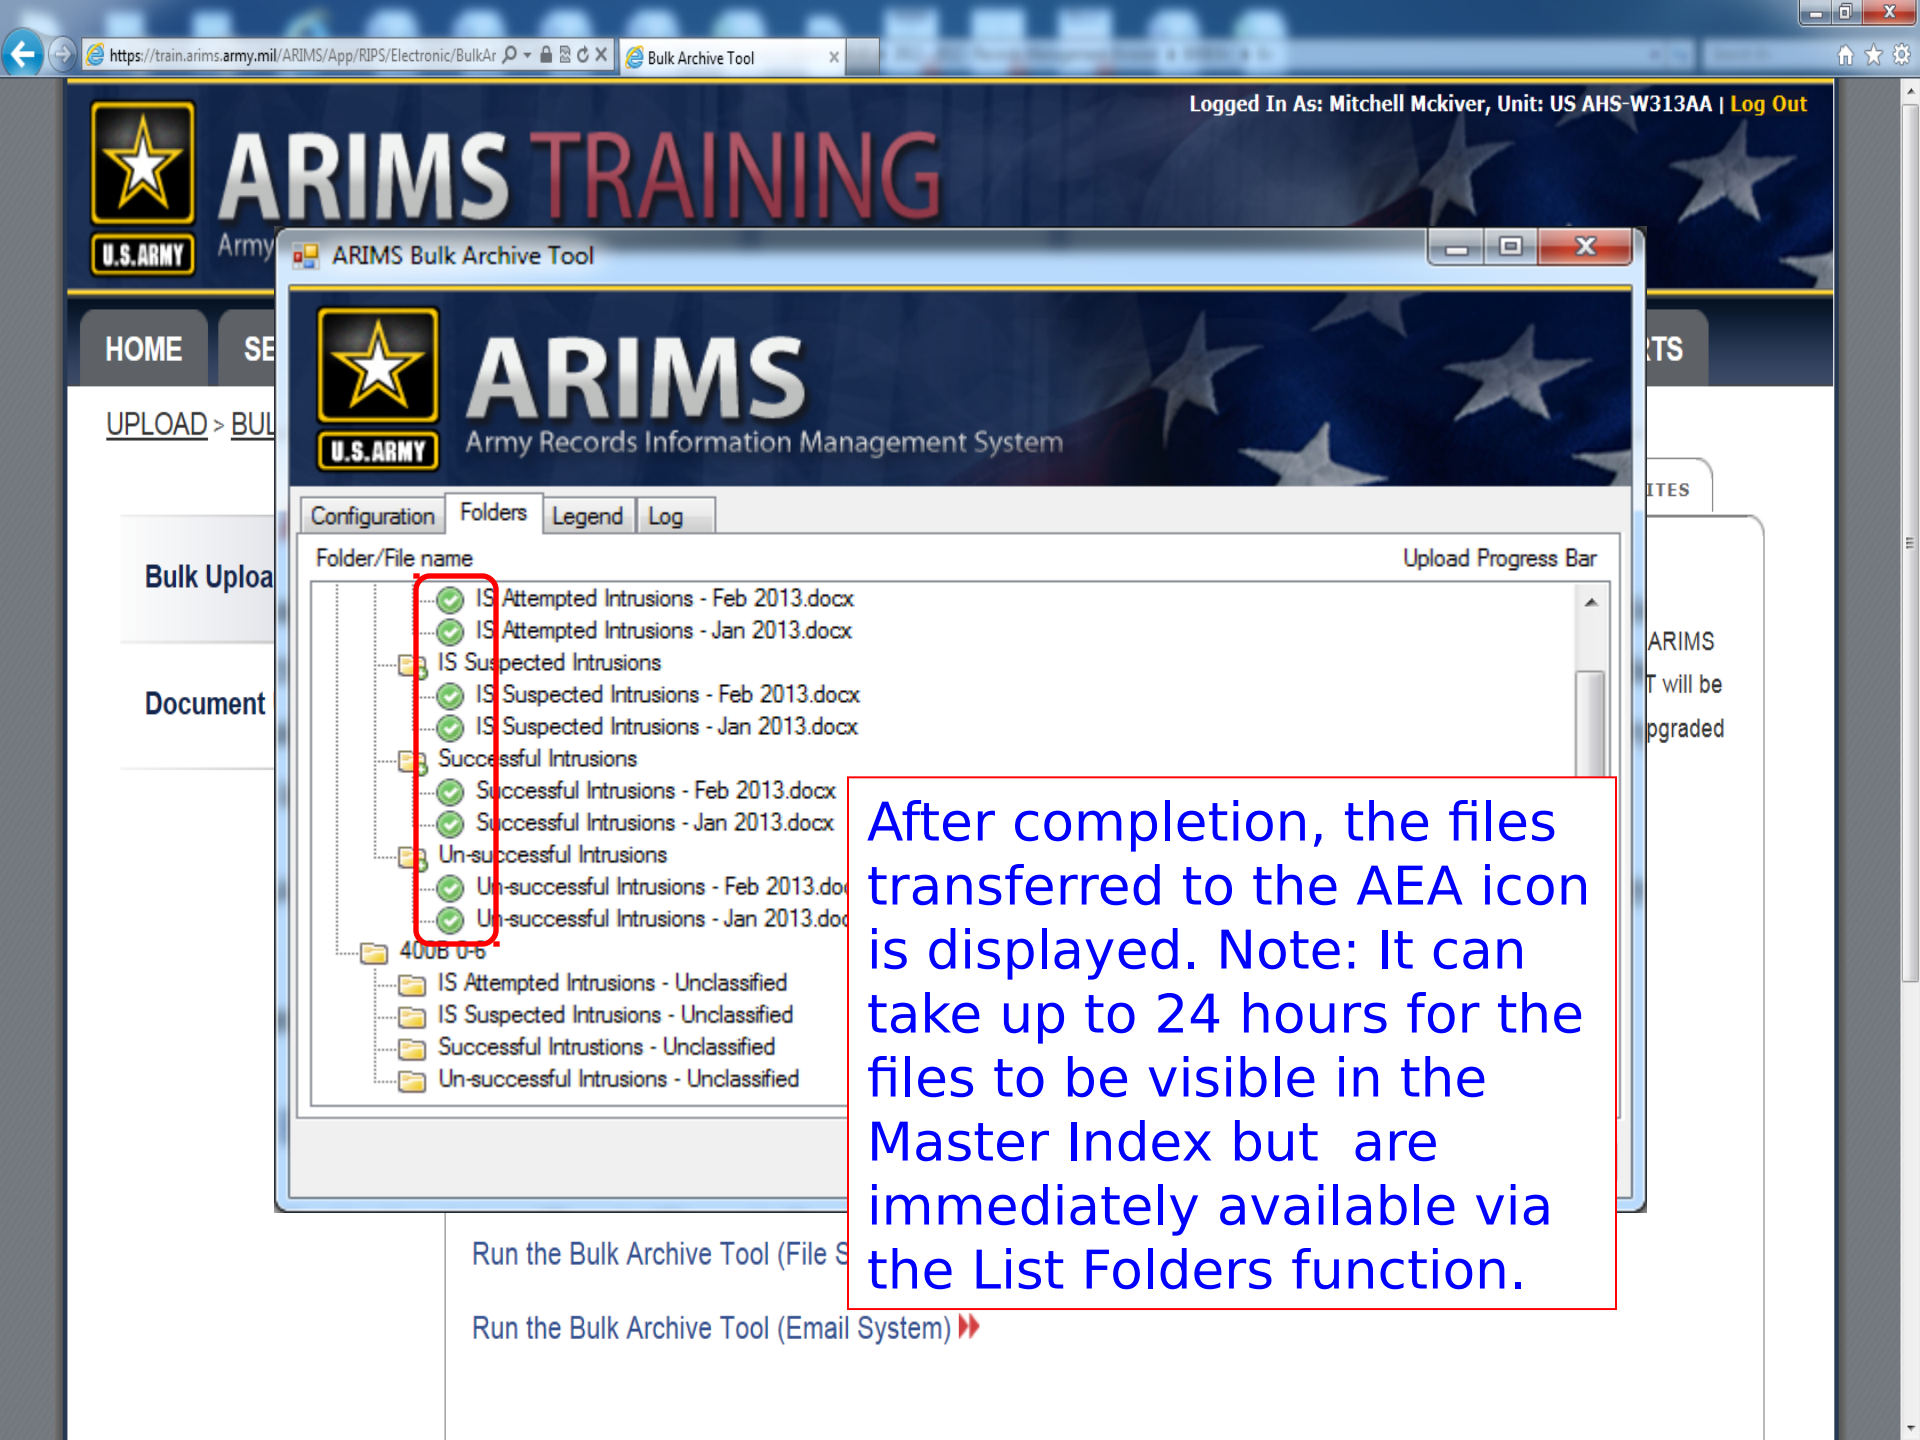 https://train.arims.army.mil/ARIMS/App/RIPS/Electronic/BulkAr
Bulk Archive Tool
Logged In As: Mitchell Mckiver, Unit: US AHS-W313AA | Log Out
ARIMS TRAINING
U.S.ARMY
Army
ARIMS Bulk Archive Tool
HOME
SE
RTS
ARIMS
U.S.ARMY
Army Records Information Management System
UPLOAD > BUL
ITES
Configuration Folders Legend Log
Folder/File name Upload Progress Bar
Bulk Uploa
Document
ARIMS
T will be
pgraded
IS Attempted Intrusions - Feb 2013.docx
IS Attempted Intrusions - Jan 2013.docx
IS Suspected Intrusions
IS Suspected Intrusions - Feb 2013.docx
IS Suspected Intrusions - Jan 2013.docx
Successful Intrusions
Successful Intrusions - Feb 2013.docx
Successful Intrusions - Jan 2013.docx
Un-successful Intrusions
Un-successful Intrusions - Feb 2013.doc
Un-successful Intrusions - Jan 2013.doc
400B 0-6
IS Attempted Intrusions - Unclassified
IS Suspected Intrusions - Unclassified
Successful Intrustions - Unclassified
Un-successful Intrusions - Unclassified
After completion, the files
transferred to the AEA icon
is displayed. Note: It can
take up to 24 hours for the
files to be visible in the
Master Index but are
immediately available via
the List Folders function.
Run the Bulk Archive Tool (File S
Run the Bulk Archive Tool (Email System)